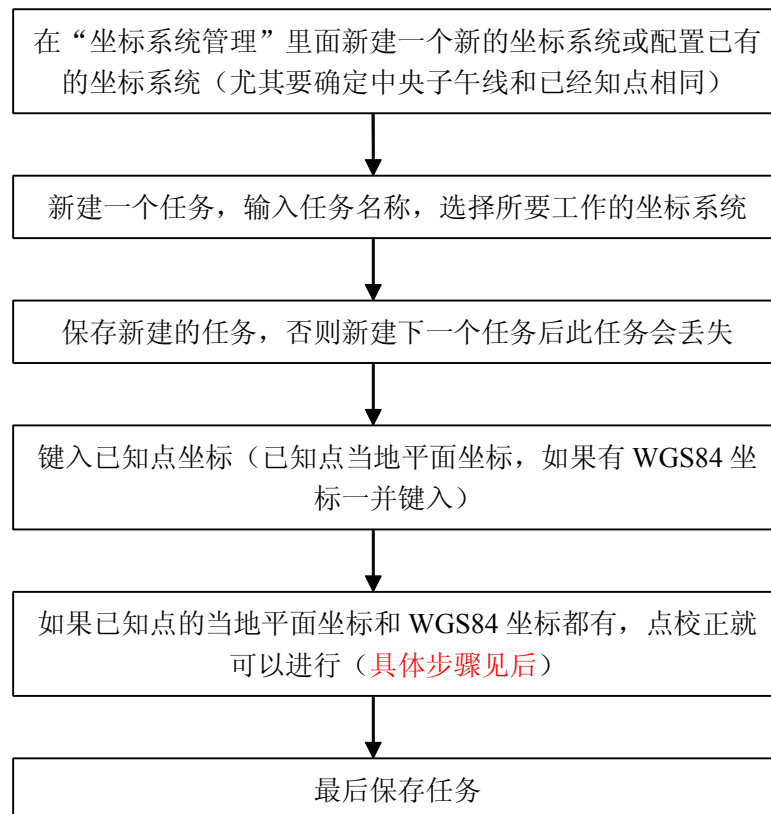 在“坐标系统管理”里面新建一个新的坐标系统或配置已有
的坐标系统（尤其要确定中央子午线和已经知点相同）
新建一个任务，输入任务名称，选择所要工作的坐标系统
保存新建的任务，否则新建下一个任务后此任务会丢失
键入已知点坐标（已知点当地平面坐标，如果有 WGS84 坐
标一并键入）
如果已知点的当地平面坐标和 WGS84 坐标都有，点校正就
可以进行（具体步骤见后）
最后保存任务